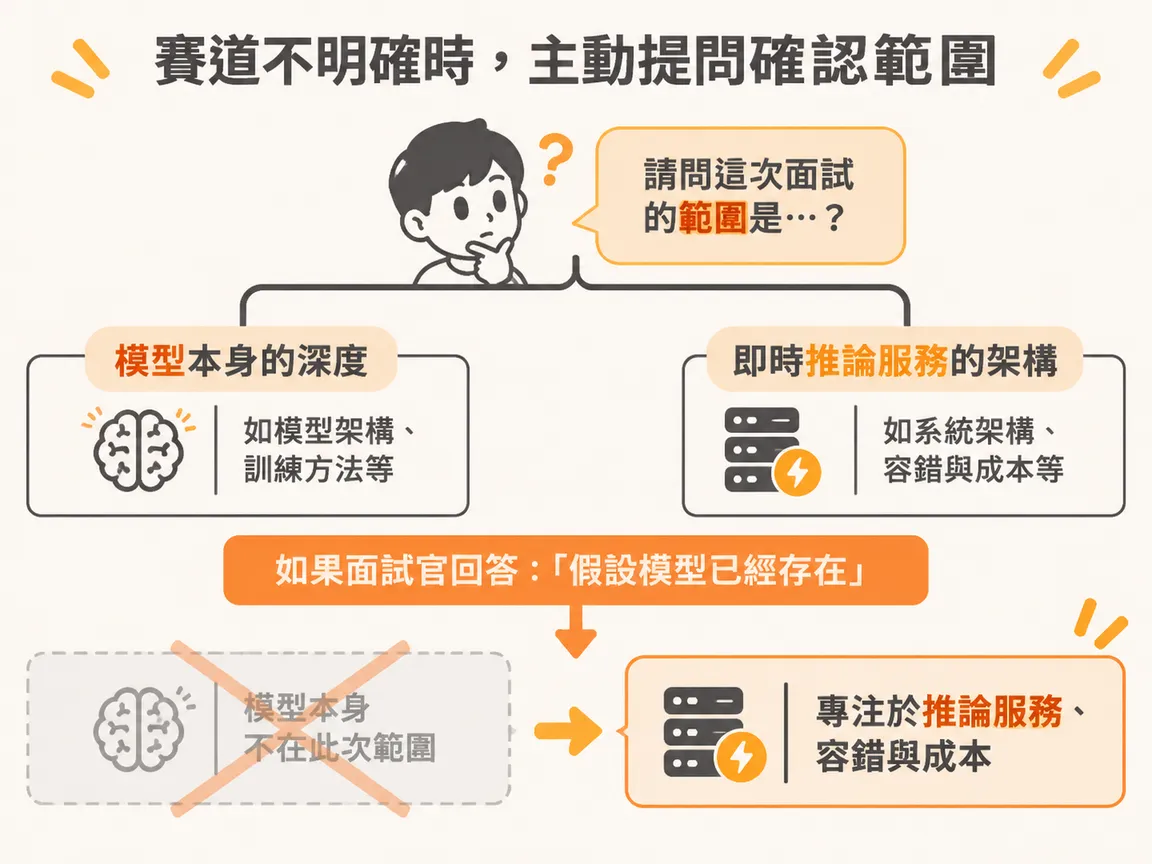 賽道不明確時，主動提問確認範圍
?
請問這次面試
的範圍是…？
模型本身的深度
如模型架構、
訓練方法等
即時推論服務的架構
如系統架構、
容錯與成本等
如果面試官回答：「假設模型已經存在」
模型本身
不在此次範圍
專注於推論服務、
容錯與成本